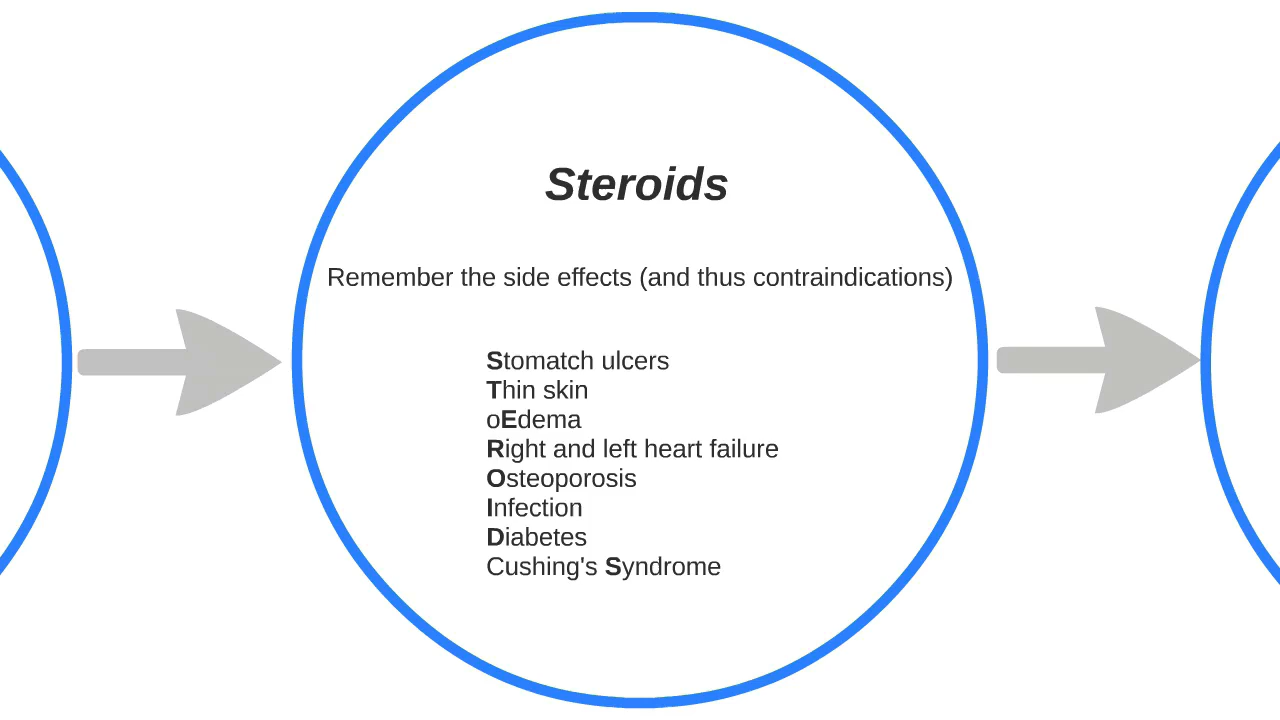 Steroids
Remember the side effects (and thus contraindications)
Stomatch ulcers
Thin skin
oEdema
Right and left heart failure
Osteoporosis
Infection
Diabetes
Cushing's Syndrome